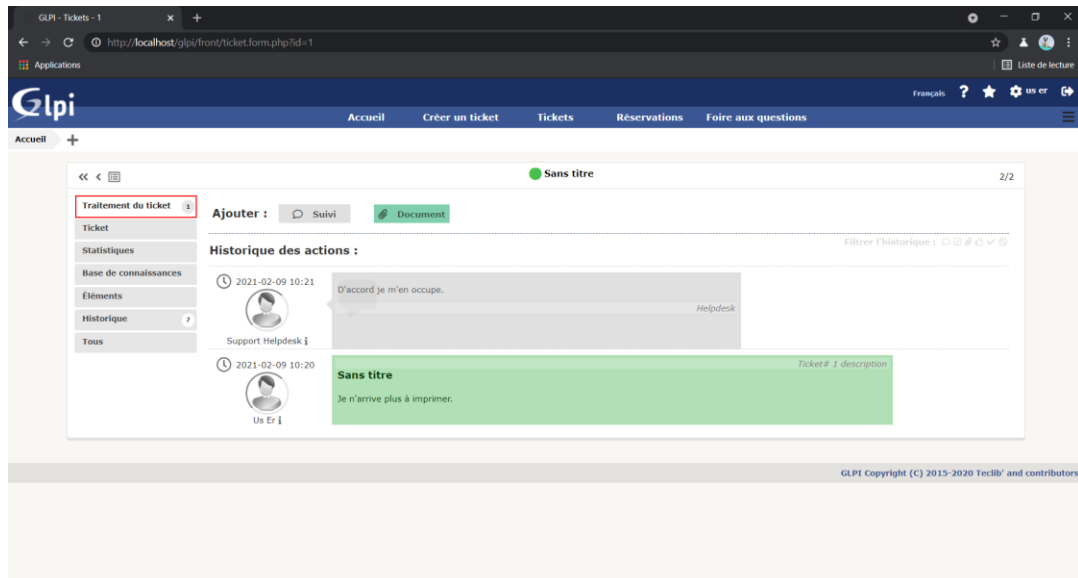 GLPI - Tickets - 1
http://localhost/glpi/front/ticket.form.php?id=1
Applications
Liste de lecture
Glpi
Français ? us er
Accueil Créer un ticket Tickets Réservations Foire aux questions
Accueil
Sans titre 2/2
Traitement du ticket 1
Ticket
Statistiques
Base de connaissances
Éléments
Historique 7
Tous
Ajouter : Suivi Document
Filtrer l'historique :
Historique des actions :
2021-02-09 10:21
D'accord je m'en occupe.
Helpdesk
Support Helpdesk i
2021-02-09 10:20
Ticket# 1 description
Sans titre
Je n'arrive plus à imprimer.
Us Er i
GLPI Copyright (C) 2015-2020 Teclib' and contributors